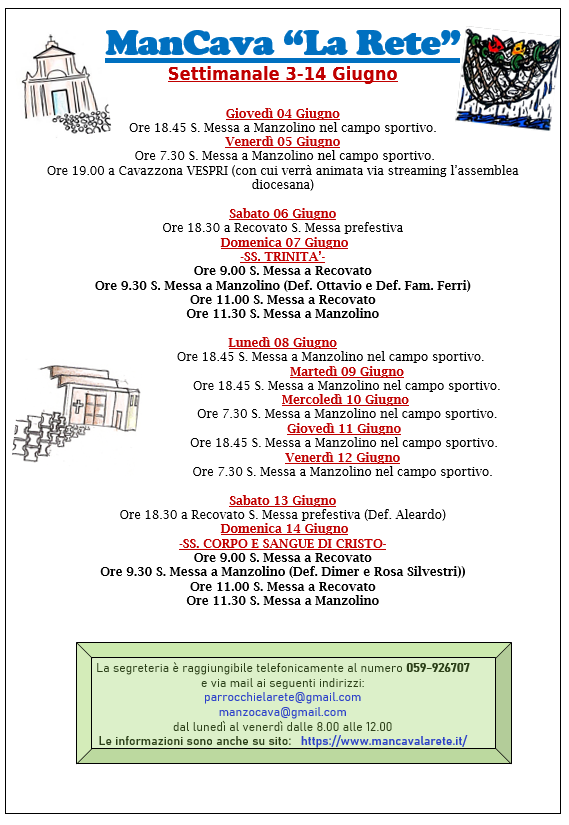 ManCava “La Rete”
Settimanale 3-14 Giugno
Giovedì 04 Giugno
Ore 18.45 S. Messa a Manzolino nel campo sportivo.
Venerdì 05 Giugno
Ore 7.30 S. Messa a Manzolino nel campo sportivo.
Ore 19.00 a Cavazzona VESPRI (con cui verrà animata via streaming l’assemblea
diocesana)
Sabato 06 Giugno
Ore 18.30 a Recovato S. Messa prefestiva
Domenica 07 Giugno
-SS. TRINITA’-
Ore 9.00 S. Messa a Recovato
Ore 9.30 S. Messa a Manzolino (Def. Ottavio e Def. Fam. Ferri)
Ore 11.00 S. Messa a Recovato
Ore 11.30 S. Messa a Manzolino
Lunedì 08 Giugno
Ore 18.45 S. Messa a Manzolino nel campo sportivo.
Martedì 09 Giugno
Ore 18.45 S. Messa a Manzolino nel campo sportivo.
Mercoledì 10 Giugno
Ore 7.30 S. Messa a Manzolino nel campo sportivo.
Giovedì 11 Giugno
Ore 18.45 S. Messa a Manzolino nel campo sportivo.
Venerdì 12 Giugno
Ore 7.30 S. Messa a Manzolino nel campo sportivo.
Sabato 13 Giugno
Ore 18.30 a Recovato S. Messa prefestiva (Def. Aleardo)
Domenica 14 Giugno
-SS. CORPO E SANGUE DI CRISTO-
Ore 9.00 S. Messa a Recovato
Ore 9.30 S. Messa a Manzolino (Def. Dimer e Rosa Silvestri))
Ore 11.00 S. Messa a Recovato
Ore 11.30 S. Messa a Manzolino
La segreteria è raggiungibile telefonicamente al numero 059-926707
e via mail ai seguenti indirizzi:
parrocchielarete@gmail.com
manzocava@gmail.com
dal lunedì al venerdì dalle 8.00 alle 12.00
Le informazioni sono anche su sito: https://www.mancavalarete.it/